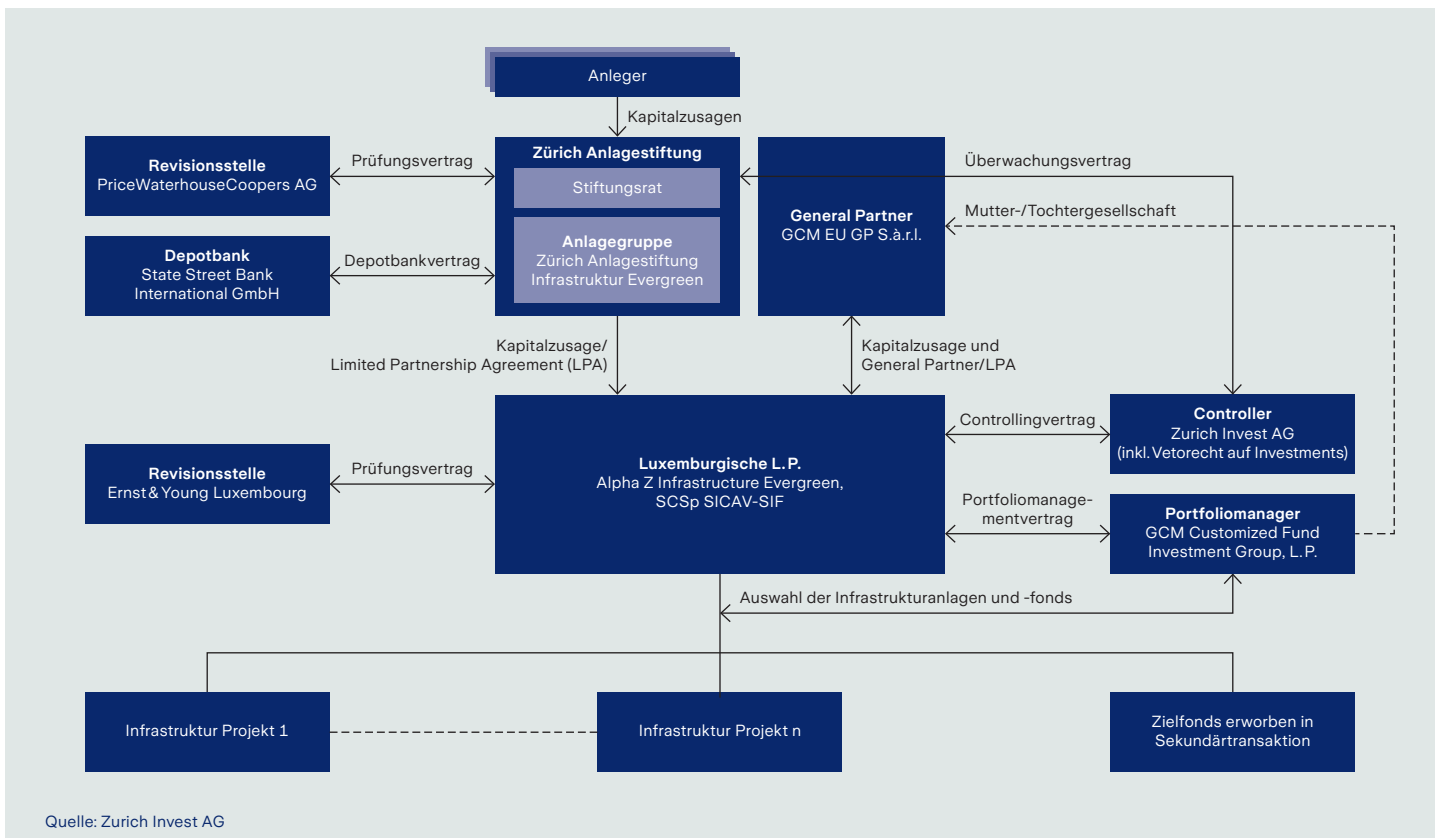 Anleger
Kapitalzusagen
Revisionsstelle
PriceWaterhouseCoopers AG
Prüfungsvertrag
Zürich Anlagestiftung
Stiftungsrat
Anlagegruppe
Zürich Anlagestiftung
Infrastruktur Evergreen
General Partner
GCM EU GP S.à.r.l.
Überwachungsvertrag
Mutter-/Tochtergesellschaft
Depotbank
State Street Bank
International GmbH
Depotbankvertrag
Kapitalzusage/
Limited Partnership Agreement (LPA)
Kapitalzusage und
General Partner/LPA
Revisionsstelle
Ernst & Young Luxembourg
Prüfungsvertrag
Luxemburgische L.P.
Alpha Z Infrastructure Evergreen,
SCSp SICAV-SIF
Controllingvertrag
Controller
Zurich Invest AG
(inkl. Vetorecht auf Investments)
Portfoliomanage-
mentvertrag
Portfoliomanager
GCM Customized Fund
Investment Group, L.P.
Auswahl der Infrastrukturanlagen und -fonds
Infrastruktur Projekt 1
Infrastruktur Projekt n
Zielfonds erworben in
Sekundärtransaktion
Quelle: Zurich Invest AG